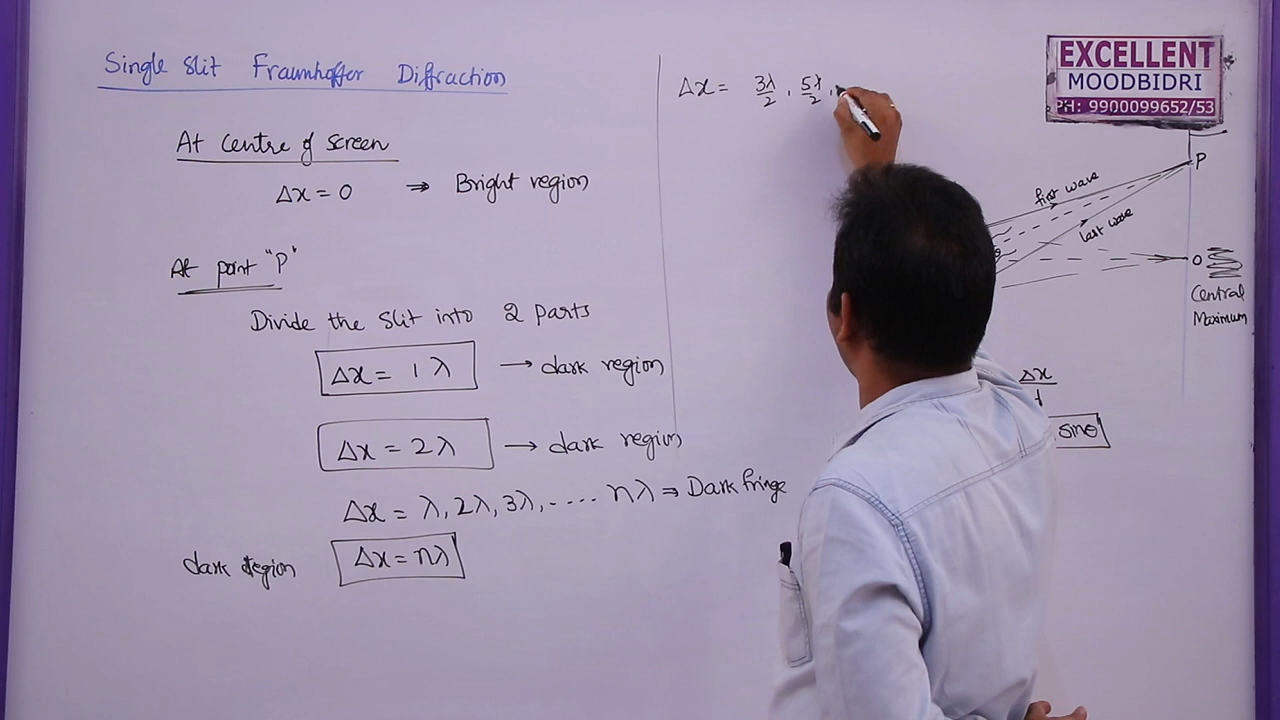 Single slit Fraunhoffer Diffraction
At Centre of screen
Δx = 0 ⇒ Bright region
At point "P"
Divide the slit into 2 parts
Δx = 1λ → dark region
Δx = 2λ → dark region
Δx = λ, 2λ, 3λ, ..... nλ ⇒ Dark fringe
dark region Δx = nλ
Δx = 3λ/2, 5λ/2,
EXCELLENT
MOODBIDRI
PH: 9900099652/53
P
first wave
last wave
O
Central
Maximum
Δx
sinθ